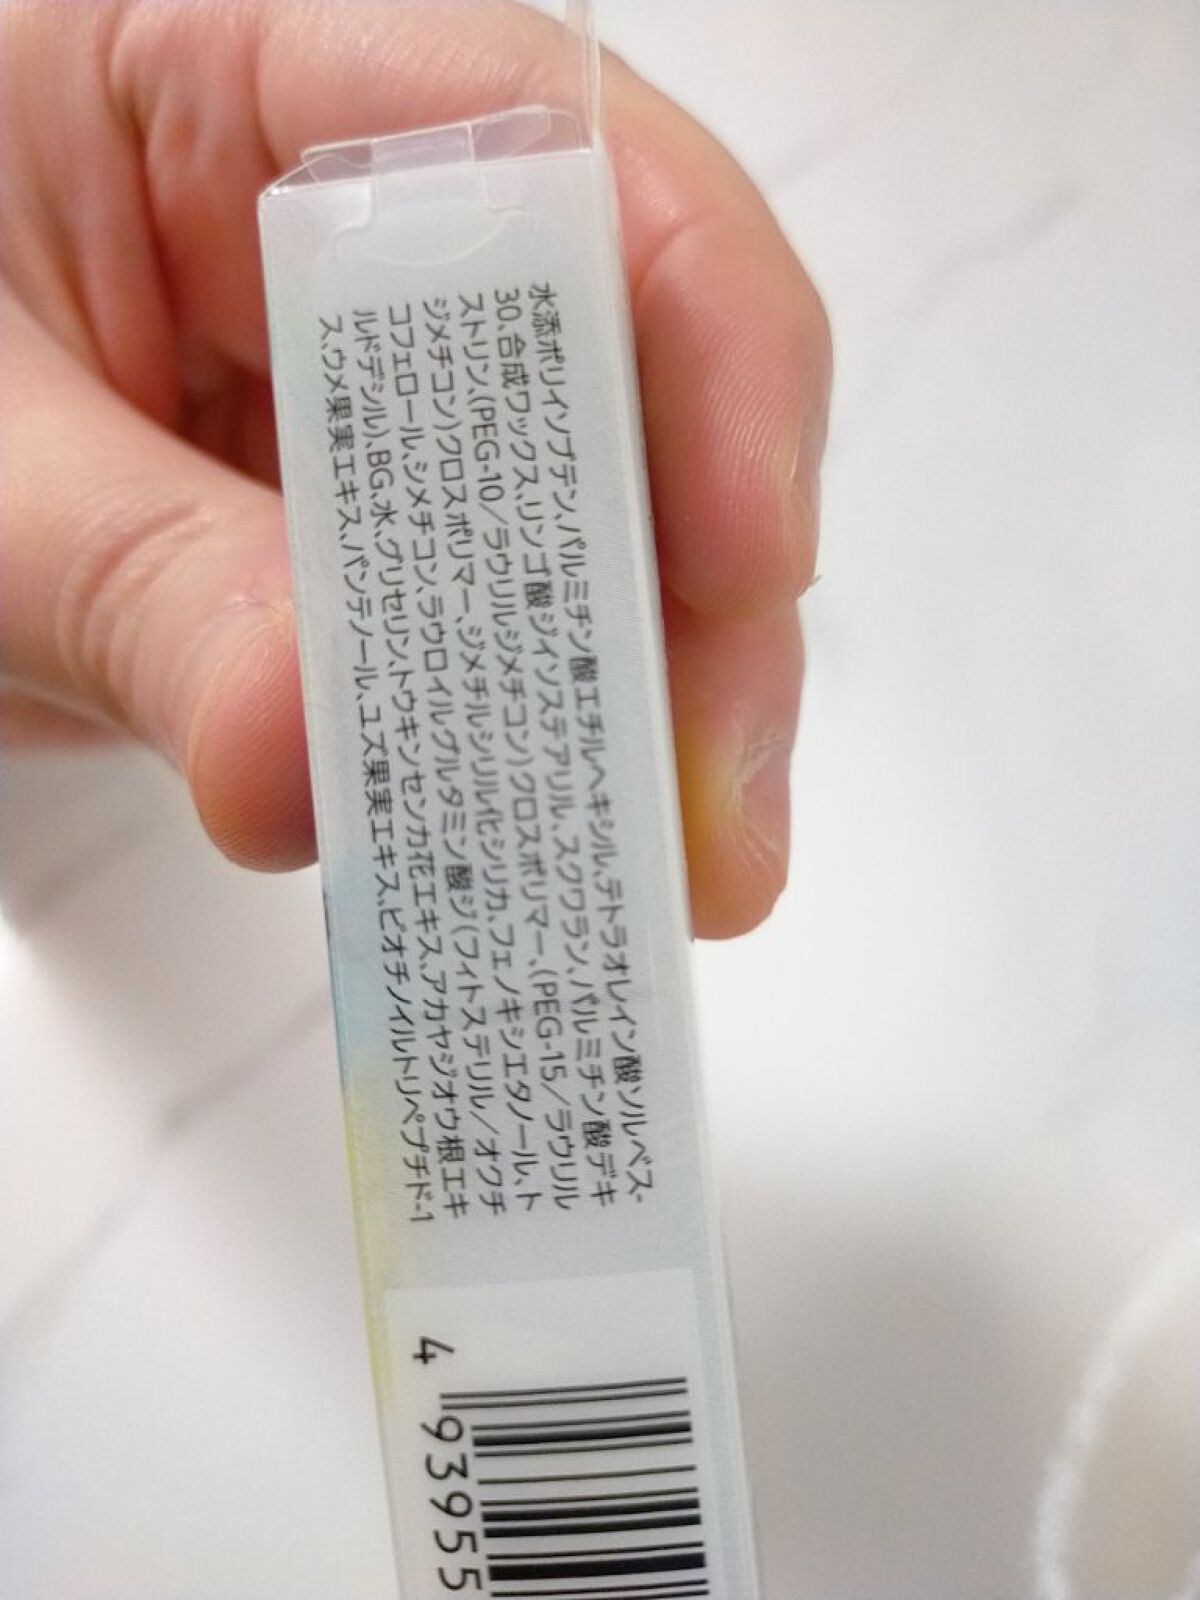 水添ポリイソブテン、パルミチン酸エチルヘキシル、テトラオレイン酸ソルベス-
30、合成ワックス、リンゴ酸ジイソステアリル、スクワラン、パルミチン酸デキ
ストリン、(PEG-10/ラウリルジメチコン)クロスポリマー、(PEG-15/ラウリル
ジメチコン)クロスポリマー、ジメチルシリル化シリカ、フェノキシエタノール、ト
コフェロール、シメチコン、ラウロイルグルタミン酸ジ(フィトステリル/オクチ
ルドデシル)、BG、水、グリセリン、トウキンセンカ花エキス、アカヤジオウ根エキ
ス、ウメ果実エキス、パンテノール、ユズ果実エキス、ビオチノイルトリペプチド-1
4 93955